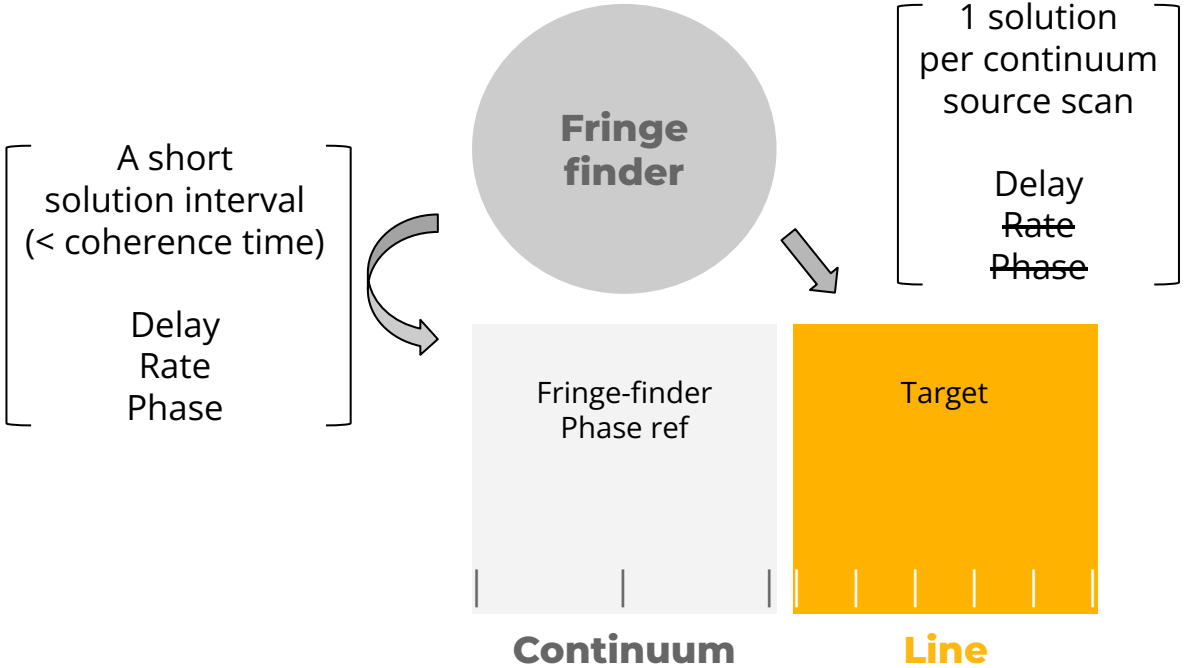 A short
solution interval
(< coherence time)
Delay
Rate
Phase
Fringe
finder
1 solution
per continuum
source scan
Delay
Rate
Phase
Fringe-finder
Phase ref
Target
Continuum
Line